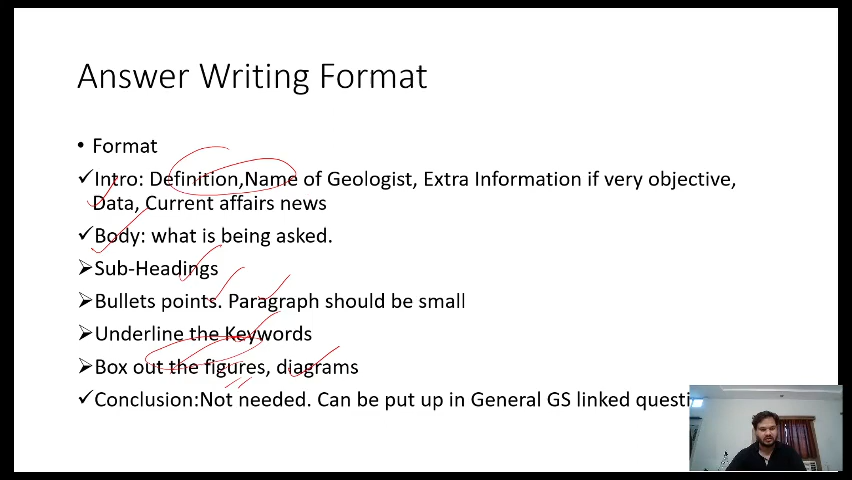 Answer Writing Format
• Format
✓Intro: Definition,Name of Geologist, Extra Information if very objective,
Data, Current affairs news
✓Body: what is being asked.
➢Sub-Headings
➢Bullets points. Paragraph should be small
➢Underline the Keywords
➢Box out the figures, diagrams
✓Conclusion:Not needed. Can be put up in General GS linked